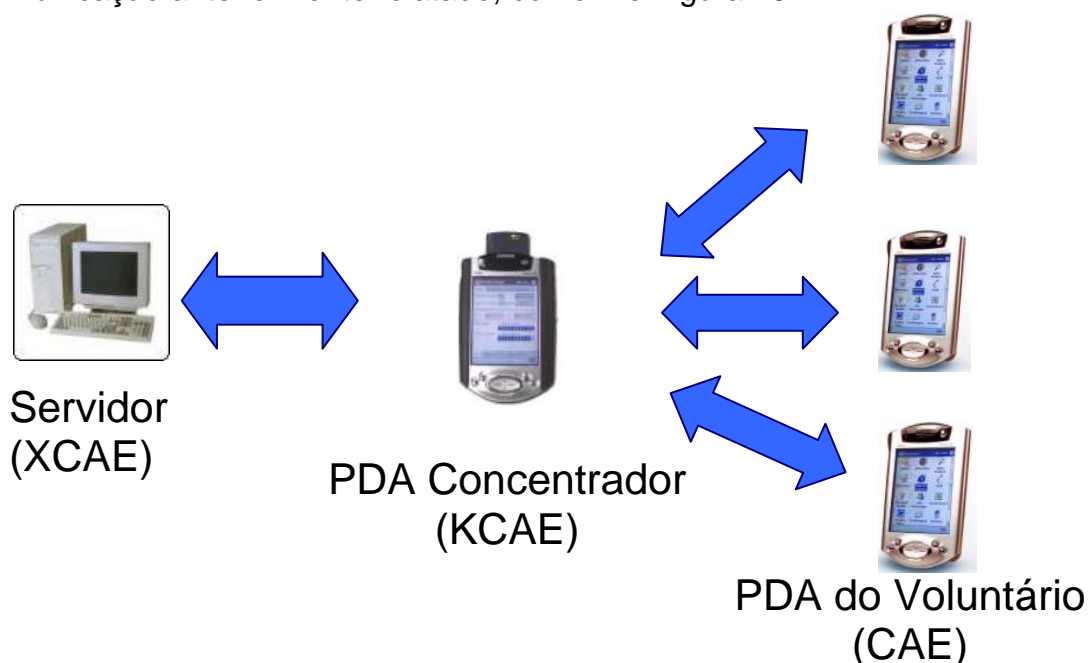 Servidor
(XCAE)
PDA Concentrador
(KCAE)
PDA do Voluntário
(CAE)